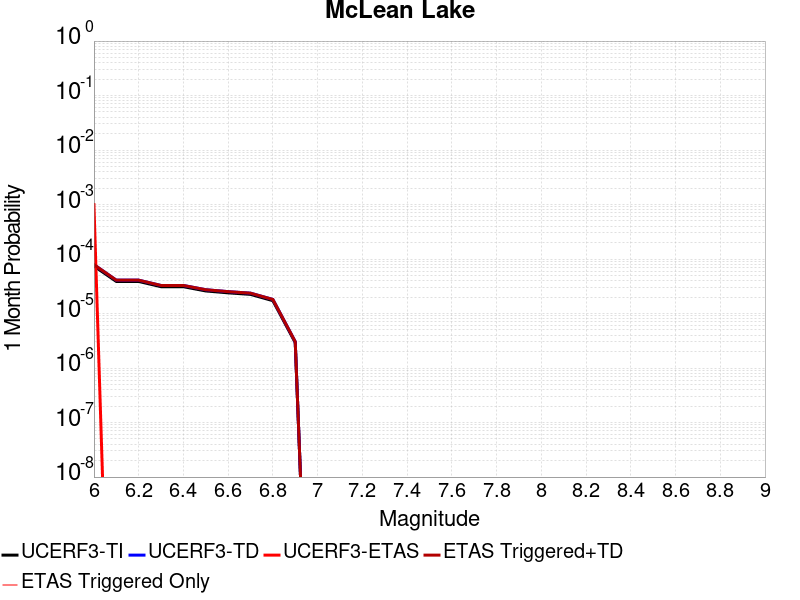 McLean Lake
10^0
10^-1
10^-2
10^-3
10^-4
10^-5
10^-6
10^-7
10^-8
1 Month Probability
6 6.2 6.4 6.6 6.8 7 7.2 7.4 7.6 7.8 8 8.2 8.4 8.6 8.8 9
Magnitude
UCERF3-TI UCERF3-TD UCERF3-ETAS ETAS Triggered+TD
ETAS Triggered Only